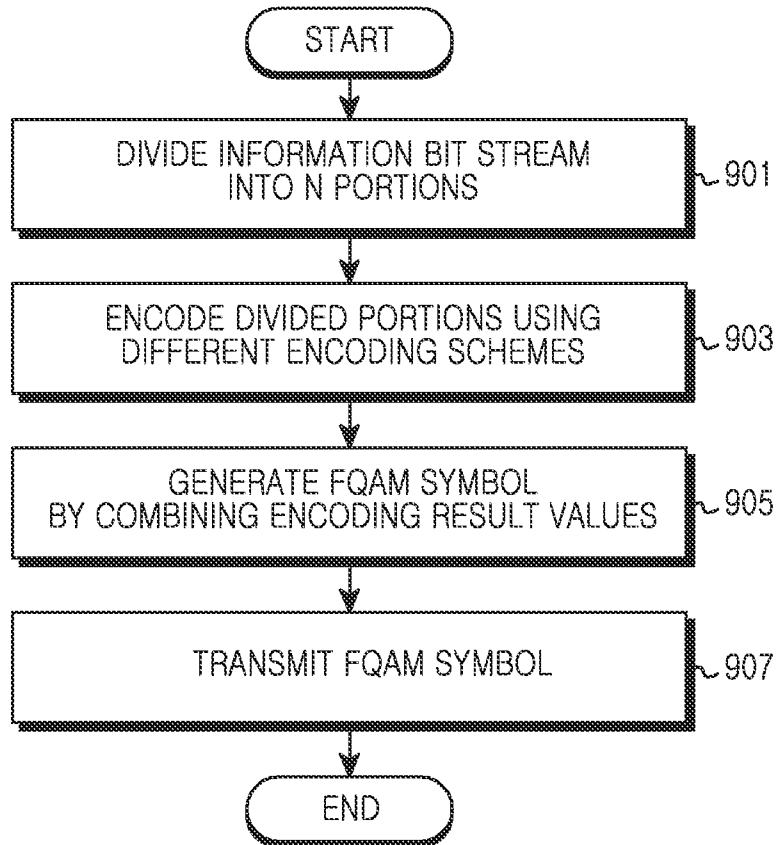 START
DIVIDE INFORMATION BIT STREAM
INTO N PORTIONS
901
ENCODE DIVIDED PORTIONS USING
DIFFERENT ENCODING SCHEMES
903
GENERATE FQAM SYMBOL
BY COMBINING ENCODING RESULT VALUES
905
TRANSMIT FQAM SYMBOL
907
END